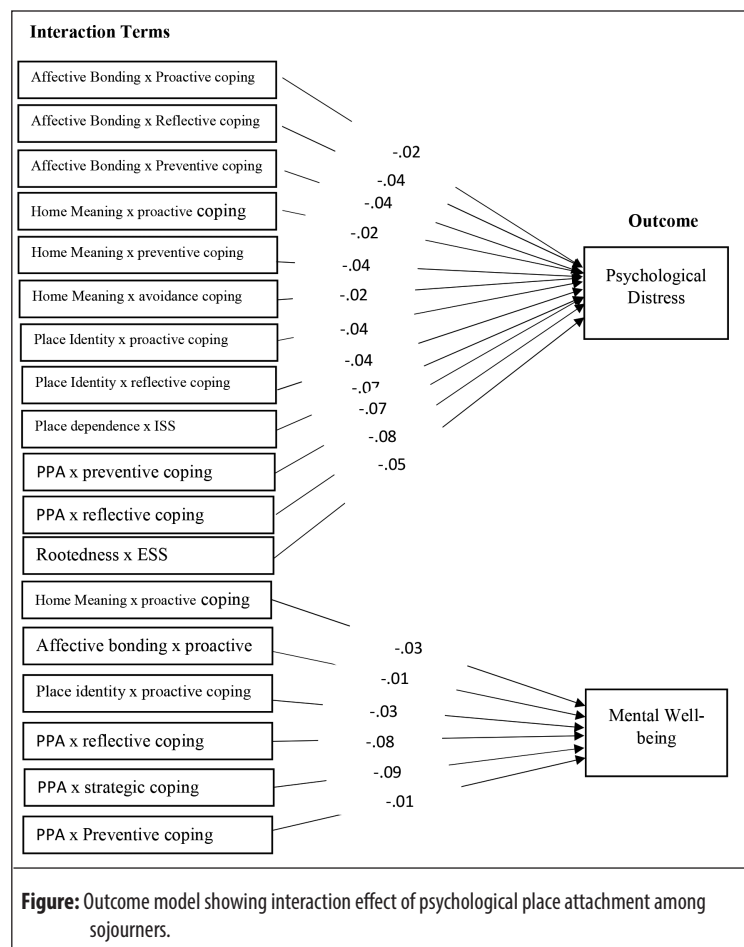 Interaction Terms
Affective Bonding x Proactive coping
Affective Bonding x Reflective coping
Affective Bonding x Preventive coping
Home Meaning x proactive coping
Home Meaning x preventive coping
Home Meaning x avoidance coping
Place Identity x proactive coping
Place Identity x reflective coping
Place dependence x ISS
PPA x preventive coping
PPA x reflective coping
Rootedness x ESS
-.02
-.04
-.04
-.02
-.04
-.02
-.04
-.04
-.07
-.07
-.08
-.05
Outcome
Psychological
Distress
Home Meaning x proactive coping
Affective bonding x proactive
Place identity x proactive coping
PPA x reflective coping
PPA x strategic coping
PPA x Preventive coping
-.03
-.01
-.03
-.08
-.09
-.01
Mental Well-
being
Figure: Outcome model showing interaction effect of psychological place attachment among
sojourners.